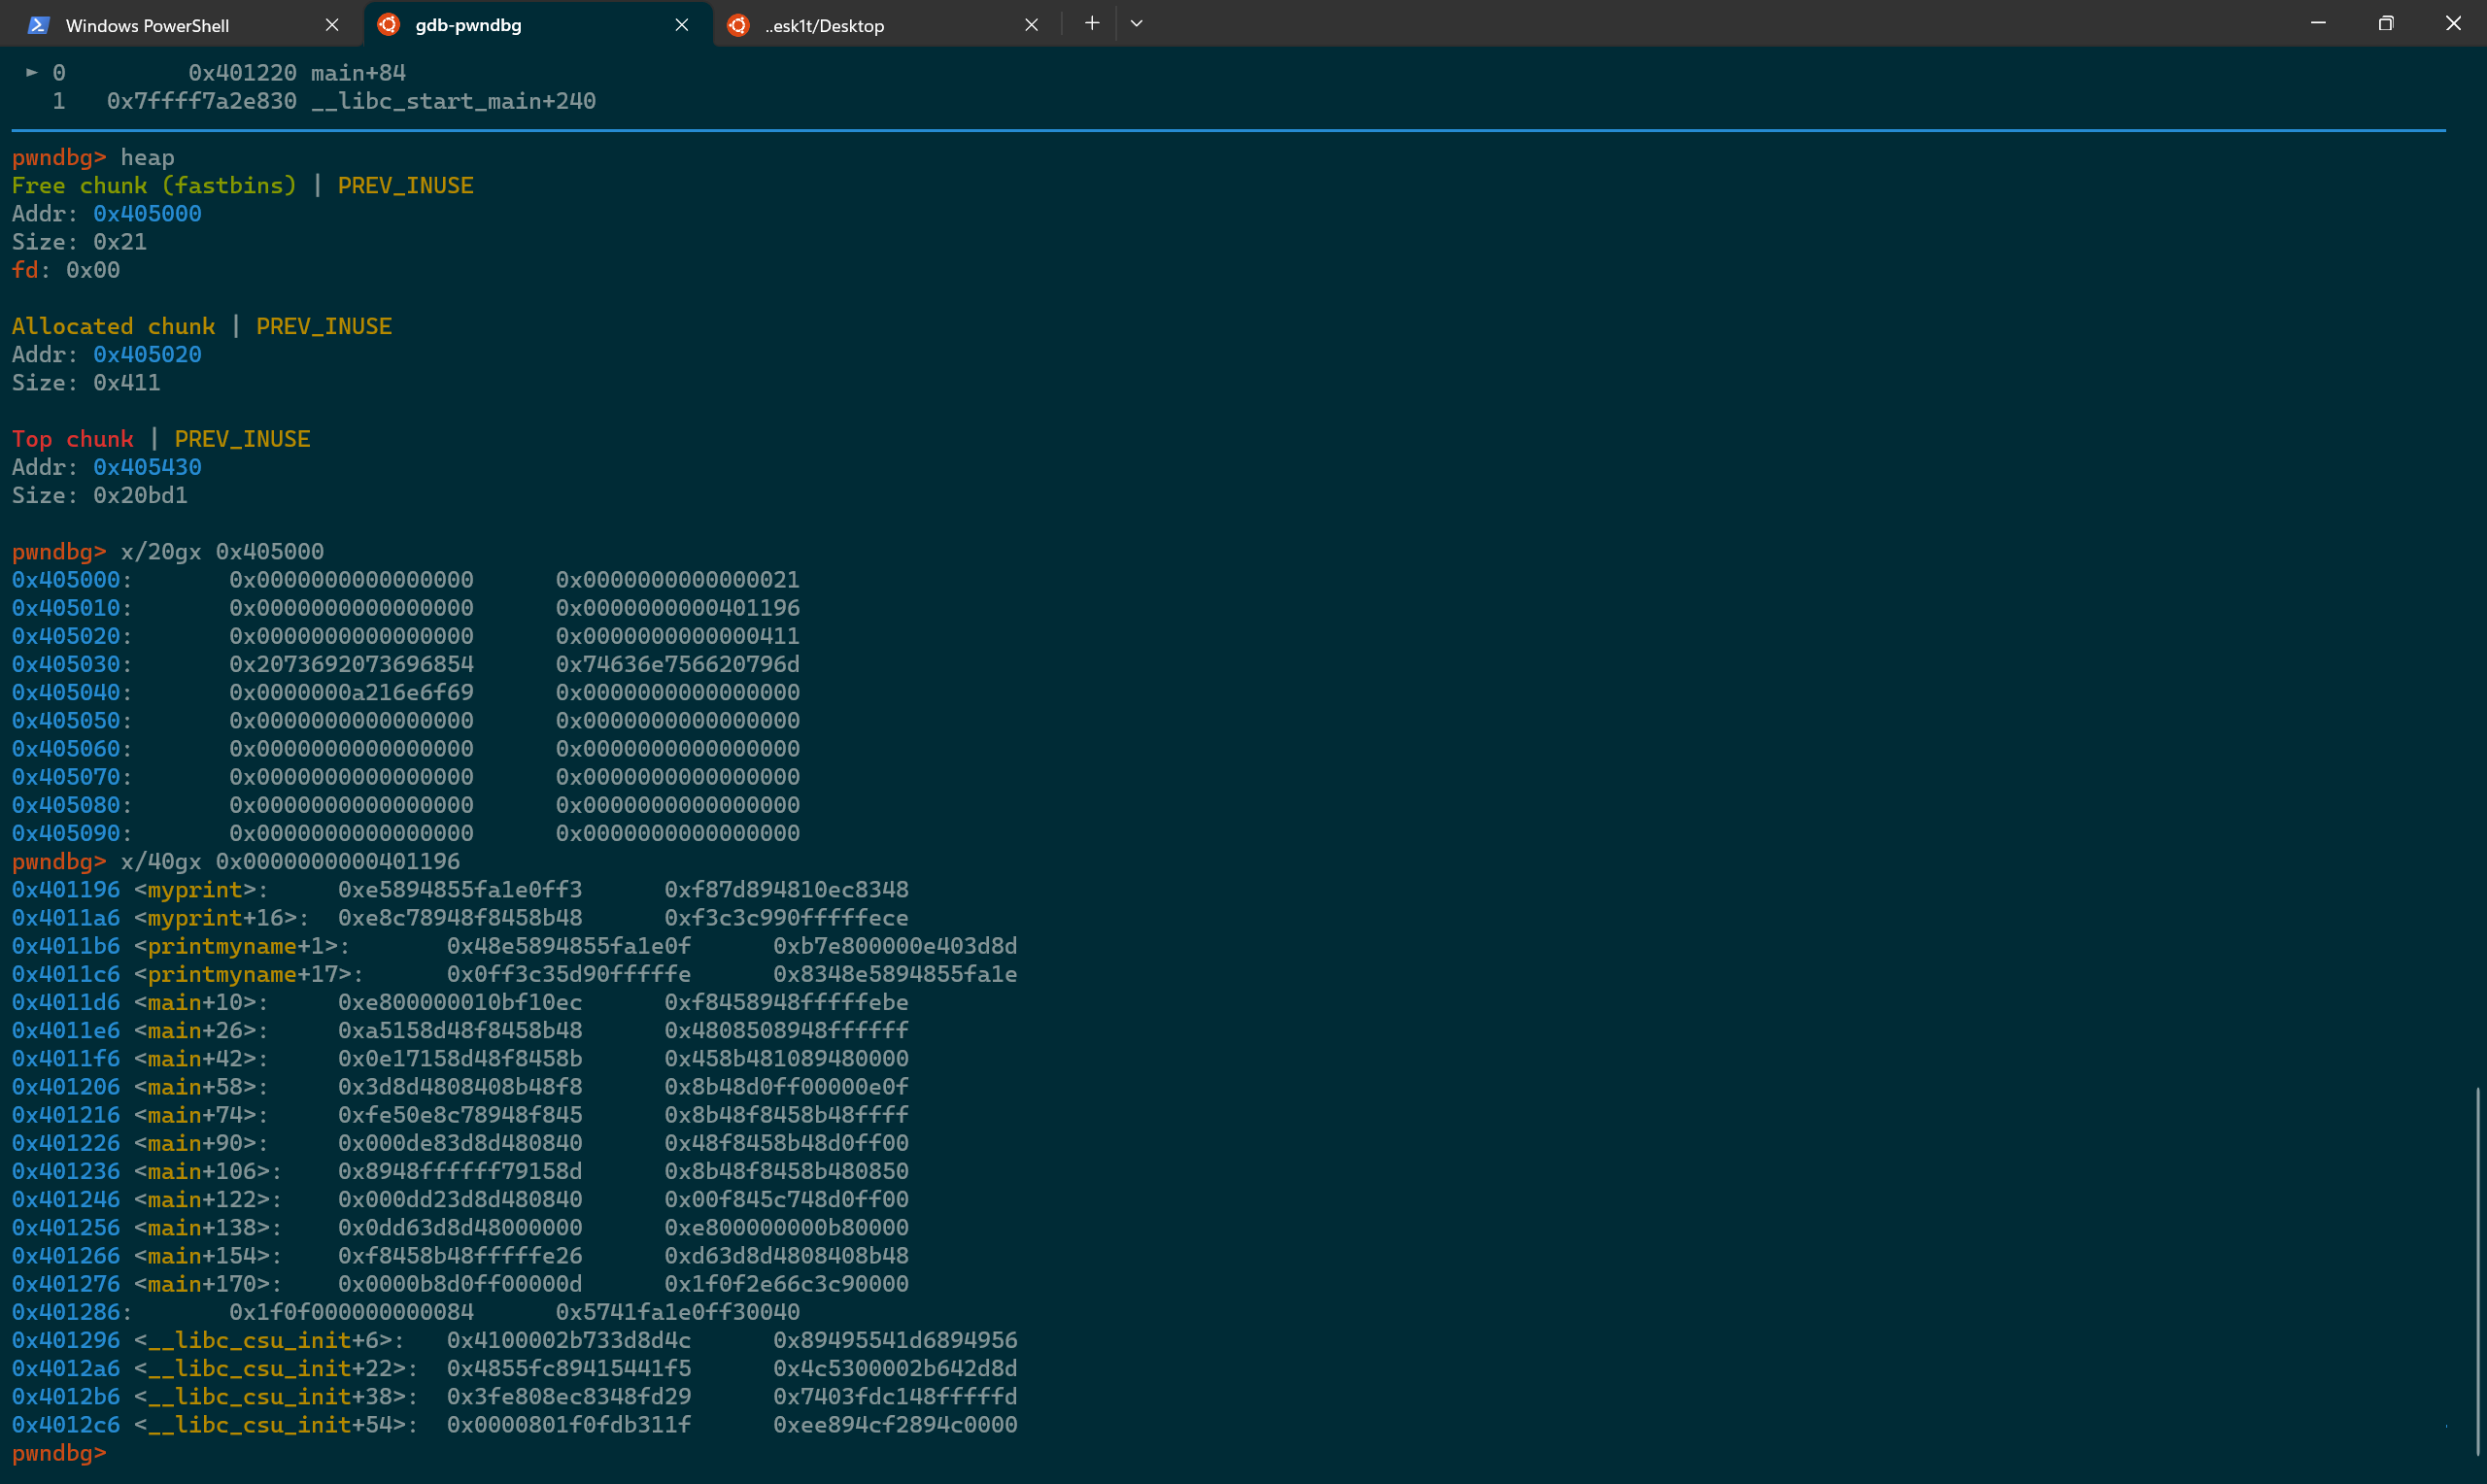 Windows PowerShell
gdb-pwndbg
..esk1t/Desktop
► 0 0x401220 main+84
1 0x7ffff7a2e830 __libc_start_main+240
pwndbg> heap
Free chunk (fastbins) | PREV_INUSE
Addr: 0x405000
Size: 0x21
fd: 0x00
Allocated chunk | PREV_INUSE
Addr: 0x405020
Size: 0x411
Top chunk | PREV_INUSE
Addr: 0x405430
Size: 0x20bd1
pwndbg> x/20gx 0x405000
0x405000: 0x0000000000000000 0x0000000000000021
0x405010: 0x0000000000000000 0x0000000000401196
0x405020: 0x0000000000000000 0x0000000000000411
0x405030: 0x2073692073696854 0x74636e756620796d
0x405040: 0x0000000a216e6f69 0x0000000000000000
0x405050: 0x0000000000000000 0x0000000000000000
0x405060: 0x0000000000000000 0x0000000000000000
0x405070: 0x0000000000000000 0x0000000000000000
0x405080: 0x0000000000000000 0x0000000000000000
0x405090: 0x0000000000000000 0x0000000000000000
pwndbg> x/40gx 0x0000000000401196
0x401196 <myprint>: 0xe5894855fa1e0ff3 0xf87d894810ec8348
0x4011a6 <myprint+16>: 0xe8c78948f8458b48 0xf3c3c990fffffece
0x4011b6 <printmyname+1>: 0x48e5894855fa1e0f 0xb7e800000e403d8d
0x4011c6 <printmyname+17>: 0x0ff3c35d90fffffe 0x8348e5894855fa1e
0x4011d6 <main+10>: 0xe800000010bf10ec 0xf8458948fffffebe
0x4011e6 <main+26>: 0xa5158d48f8458b48 0x4808508948ffffff
0x4011f6 <main+42>: 0x0e17158d48f8458b 0x458b481089480000
0x401206 <main+58>: 0x3d8d4808408b48f8 0x8b48d0ff00000e0f
0x401216 <main+74>: 0xfe50e8c78948f845 0x8b48f8458b48ffff
0x401226 <main+90>: 0x000de83d8d480840 0x48f8458b48d0ff00
0x401236 <main+106>: 0x8948ffffff79158d 0x8b48f8458b480850
0x401246 <main+122>: 0x000dd23d8d480840 0x00f845c748d0ff00
0x401256 <main+138>: 0x0dd63d8d48000000 0xe800000000b80000
0x401266 <main+154>: 0xf8458b48fffffe26 0xd63d8d4808408b48
0x401276 <main+170>: 0x0000b8d0ff00000d 0x1f0f2e66c3c90000
0x401286: 0x1f0f000000000084 0x5741fa1e0ff30040
0x401296 <__libc_csu_init+6>: 0x4100002b733d8d4c 0x89495541d6894956
0x4012a6 <__libc_csu_init+22>: 0x4855fc89415441f5 0x4c5300002b642d8d
0x4012b6 <__libc_csu_init+38>: 0x3fe808ec8348fd29 0x7403fdc148fffffd
0x4012c6 <__libc_csu_init+54>: 0x0000801f0fdb311f 0xee894cf2894c0000
pwndbg>